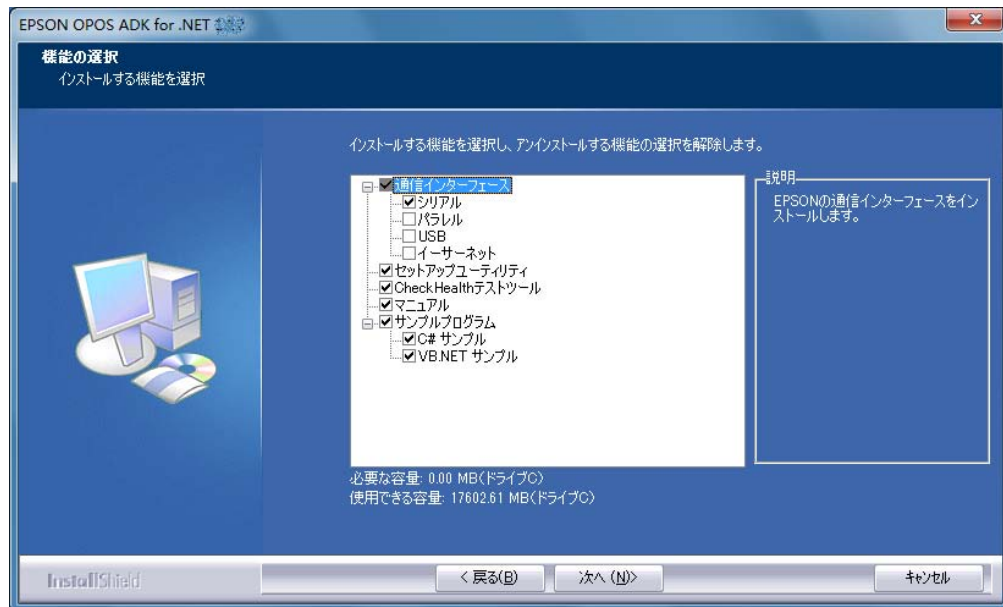 EPSON OPOS ADK for .NET
機能の選択
インストールする機能を選択
インストールする機能を選択し、アンインストールする機能の選択を解除します。
通信インターフェース
シリアル
パラレル
USB
イーサーネット
セットアップユーティリティ
CheckHealthテストツール
マニュアル
サンプルプログラム
C# サンプル
VB.NET サンプル
説明
EPSONの通信インターフェースをイン
ストールします。
必要な容量: 0.00 MB(ドライブC)
使用できる容量: 17602.61 MB(ドライブC)
InstallShield
< 戻る(B)
次へ (N)>
キャンセル